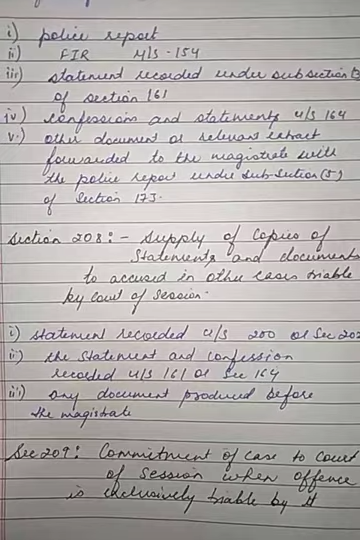 i) police report
ii) FIR U/S - 154
iii) statement recorded under subsection (3
of section 161
iv) confessions and statements u/s 164
v.) other document or relevant extract
forwarded to the magistrate with
the police report under sub-section (5)
of section 173.
Section 208:- Supply of Copies of
Statements and documents
to accused in other cases triable
by court of session.
i) statement recorded u/s 200 or Sec 202
ii) the Statement and confession
recorded u/s 161 or Sec 164
iii) any document produced before
the magistrate
Sec 209: Commitment of case to Court
of Session when offence
is exclusively triable by it